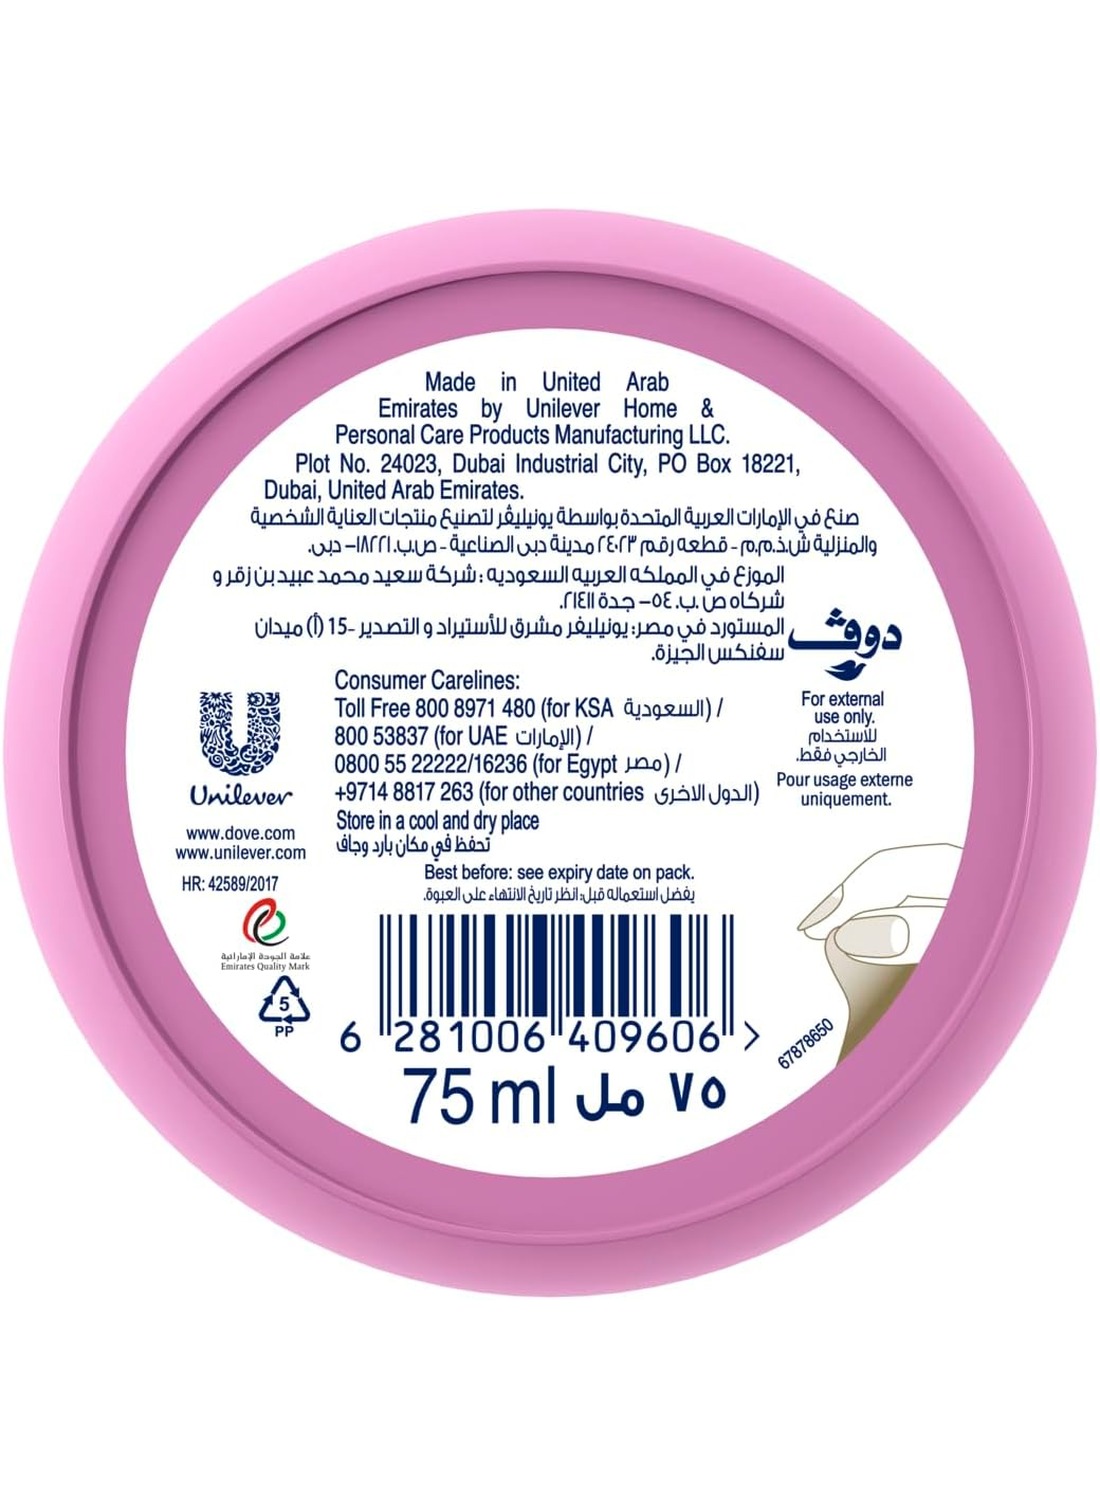 Made in United Arab
Emirates by Unilever Home &
Personal Care Products Manufacturing LLC.
Plot No. 24023, Dubai Industrial City, PO Box 18221,
Dubai, United Arab Emirates.
صنع في الإمارات العربية المتحدة بواسطة يونيليڤر لتصنيع منتجات العناية الشخصية
والمنزلية ش.ذ.م.م - قطعه رقم ٢٤٠٢٣ مدينة دبى الصناعية - ص.ب. ١٨٢٢١– دبى.
الموزع في المملكه العربيه السعوديه : شركة سعيد محمد عبيد بن زقر و
شركاه ص .ب. ٥٤– جدة ٢١٤١١.
المستورد في مصر: يونيليفر مشرق للأستيراد و التصدير -15 (أ) ميدان
سفنكس الجيزة.
دوڤ
Consumer Carelines:
Toll Free 800 8971 480 (for KSA السعودية) /
800 53837 (for UAE الإمارات) /
0800 55 22222/16236 (for Egypt مصر) /
+9714 8817 263 (for other countries الدول الاخرى)
Store in a cool and dry place
تحفظ في مكان بارد وجاف
Best before: see expiry date on pack.
يفضل استعماله قبل: انظر تاريخ الانتهاء على العبوة.
For external
use only.
للاستخدام
الخارجي فقط.
Pour usage externe
uniquement.
Unilever
www.dove.com
www.unilever.com
HR: 42589/2017
علامة الجودة الإماراتية
Emirates Quality Mark
5
PP
6 281006 409606 >
67878650
75 ml ٧٥ مل